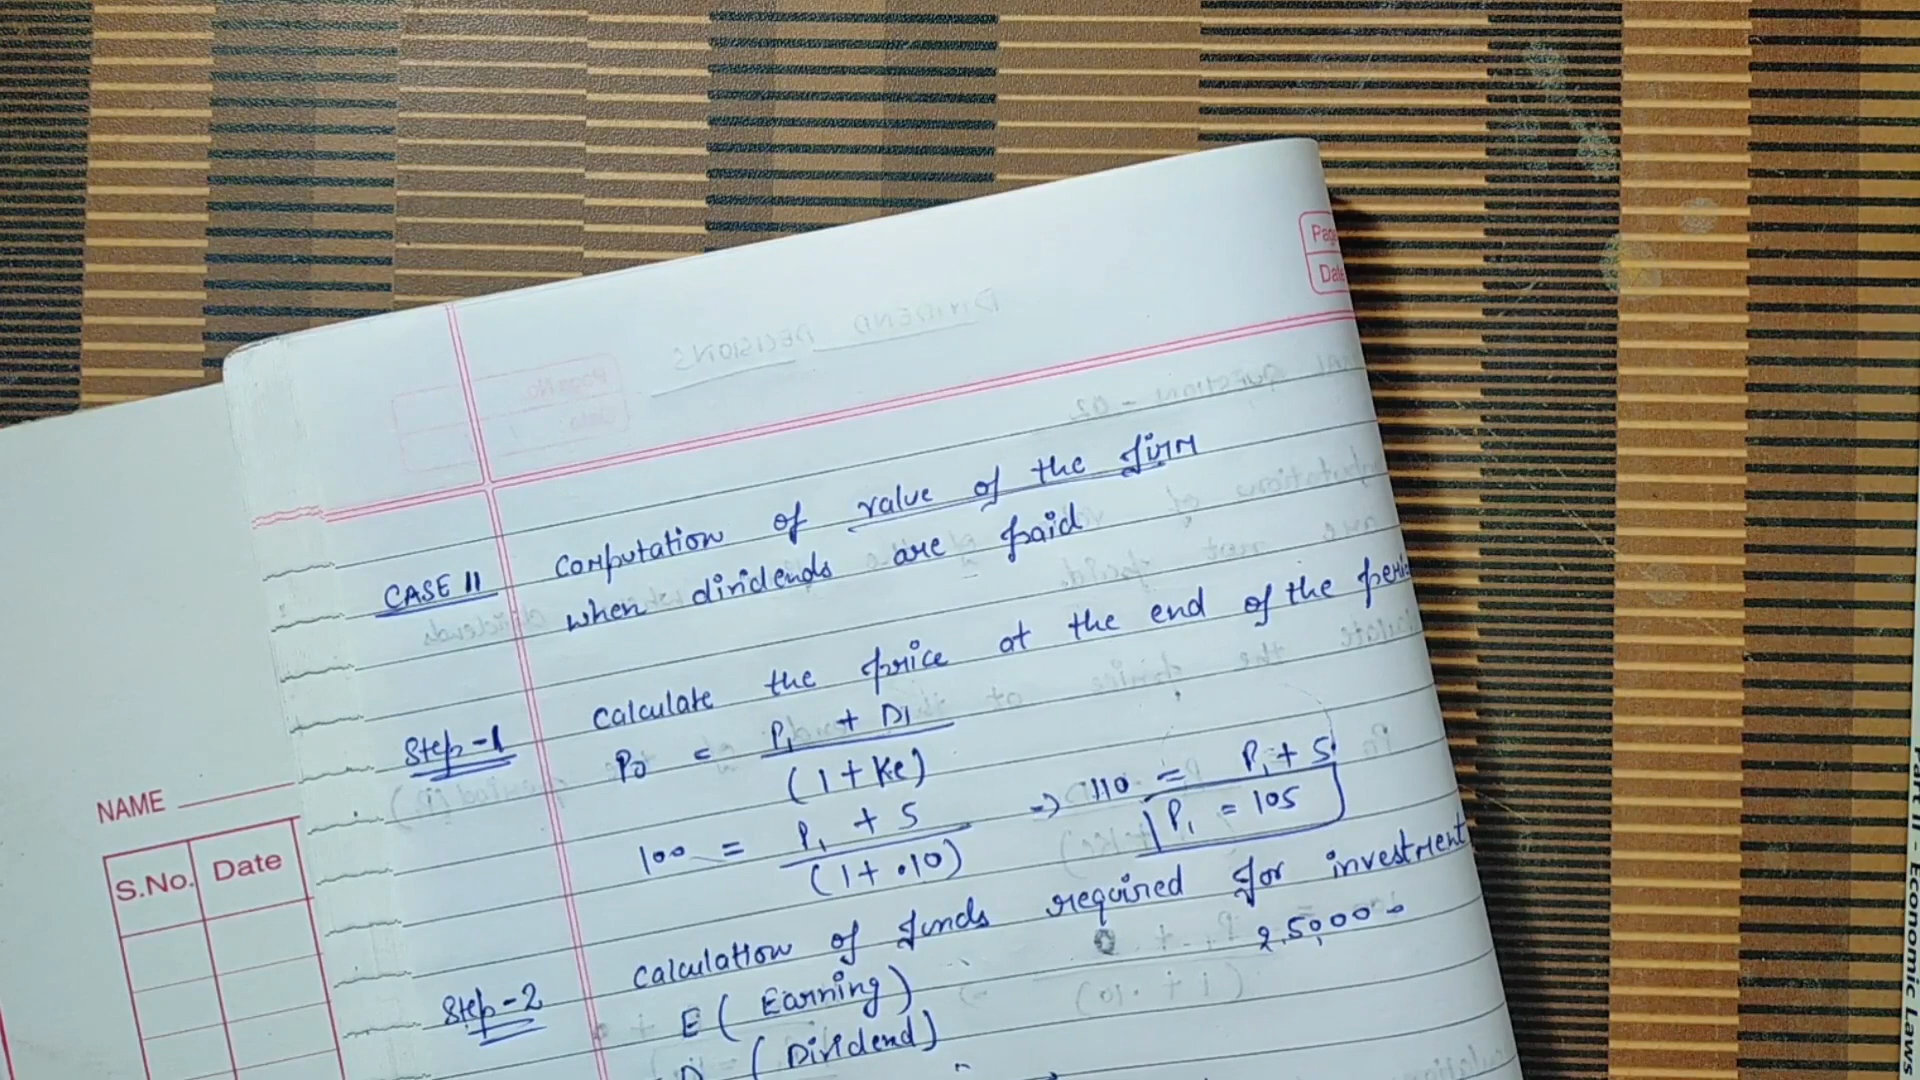 Page
Date
CASE II Computation of value of the firm
when dividends are paid
Step-1 Calculate the price at the end of the
P0 = P1 + D1
(1+Ke)
100 = P1 + 5
(1+.10)
=> 110 = P1 + 5
P1 = 105
Step-2 Calculation of funds required for investment
E ( Earning)
D ( Dividend)
NAME
S.No. Date
Part II - Economic Laws